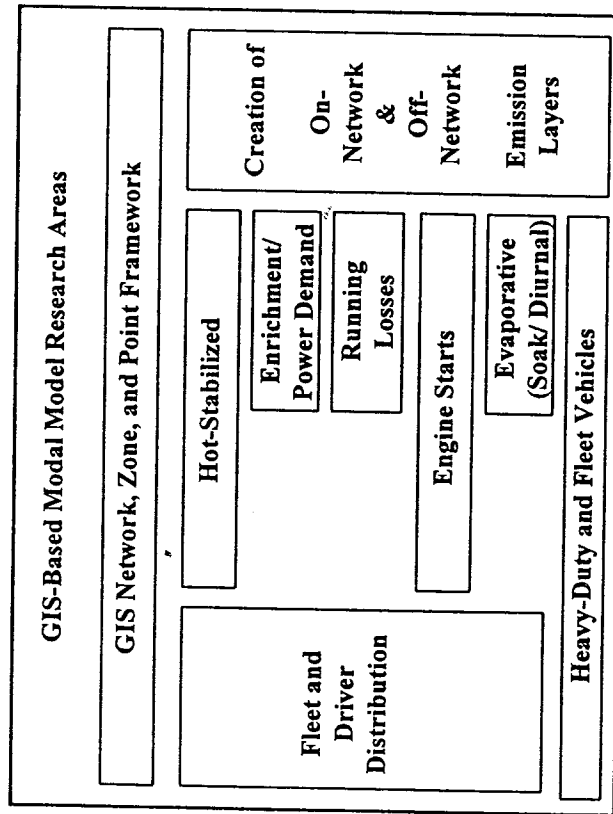 GIS-Based Modal Model Research Areas
GIS Network, Zone, and Point Framework
Fleet and
Driver
Distribution
Hot-Stabilized
Enrichment/
Power Demand
Running
Losses
Engine Starts
Evaporative
(Soak/ Diurnal)
Creation of
On-
Network
&
Off-
Network
Emission
Layers
Heavy-Duty and Fleet Vehicles